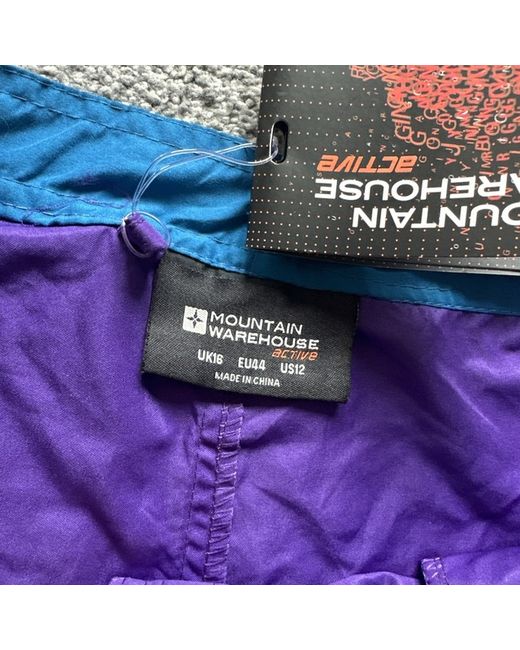 MOUNTAIN
WAREHOUSE
active
UK16 EU44 US12
MADE IN CHINA
MOUNTAIN
WAREHOUSE
active